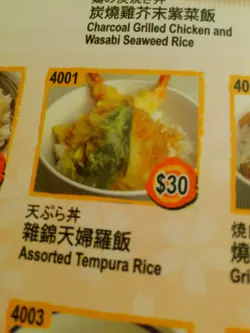 炭燒雞芥末紫菜飯
Charcoal Grilled Chicken and
Wasabi Seaweed Rice
4001
$30
天ぷら丼
雜錦天婦羅飯
Assorted Tempura Rice
4003